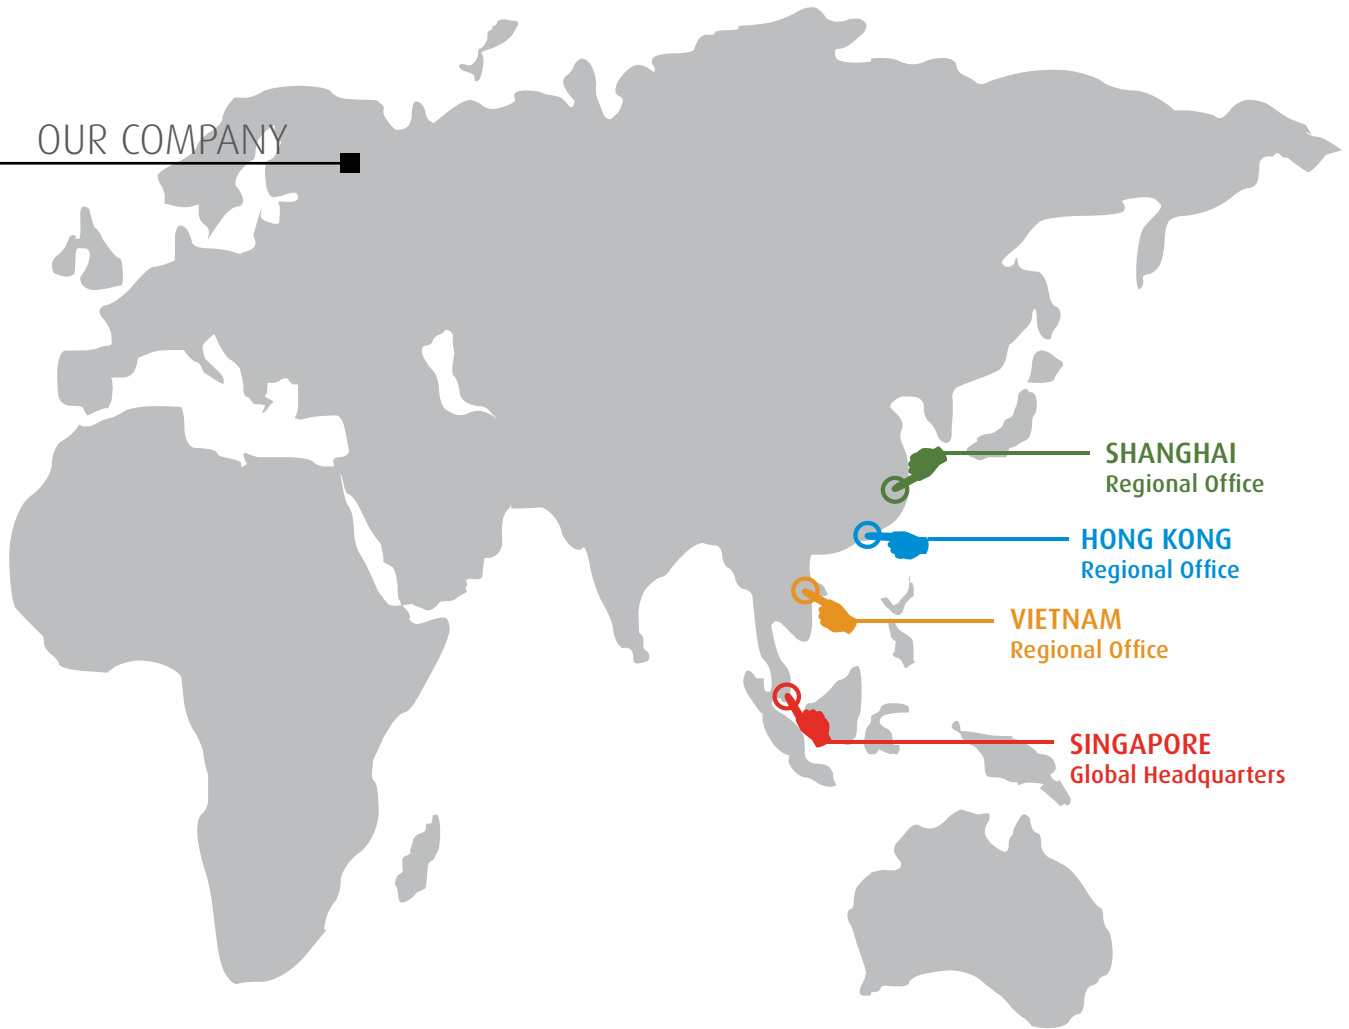 OUR COMPANY
SHANGHAI
Regional Office
HONG KONG
Regional Office
VIETNAM
Regional Office
SINGAPORE
Global Headquarters